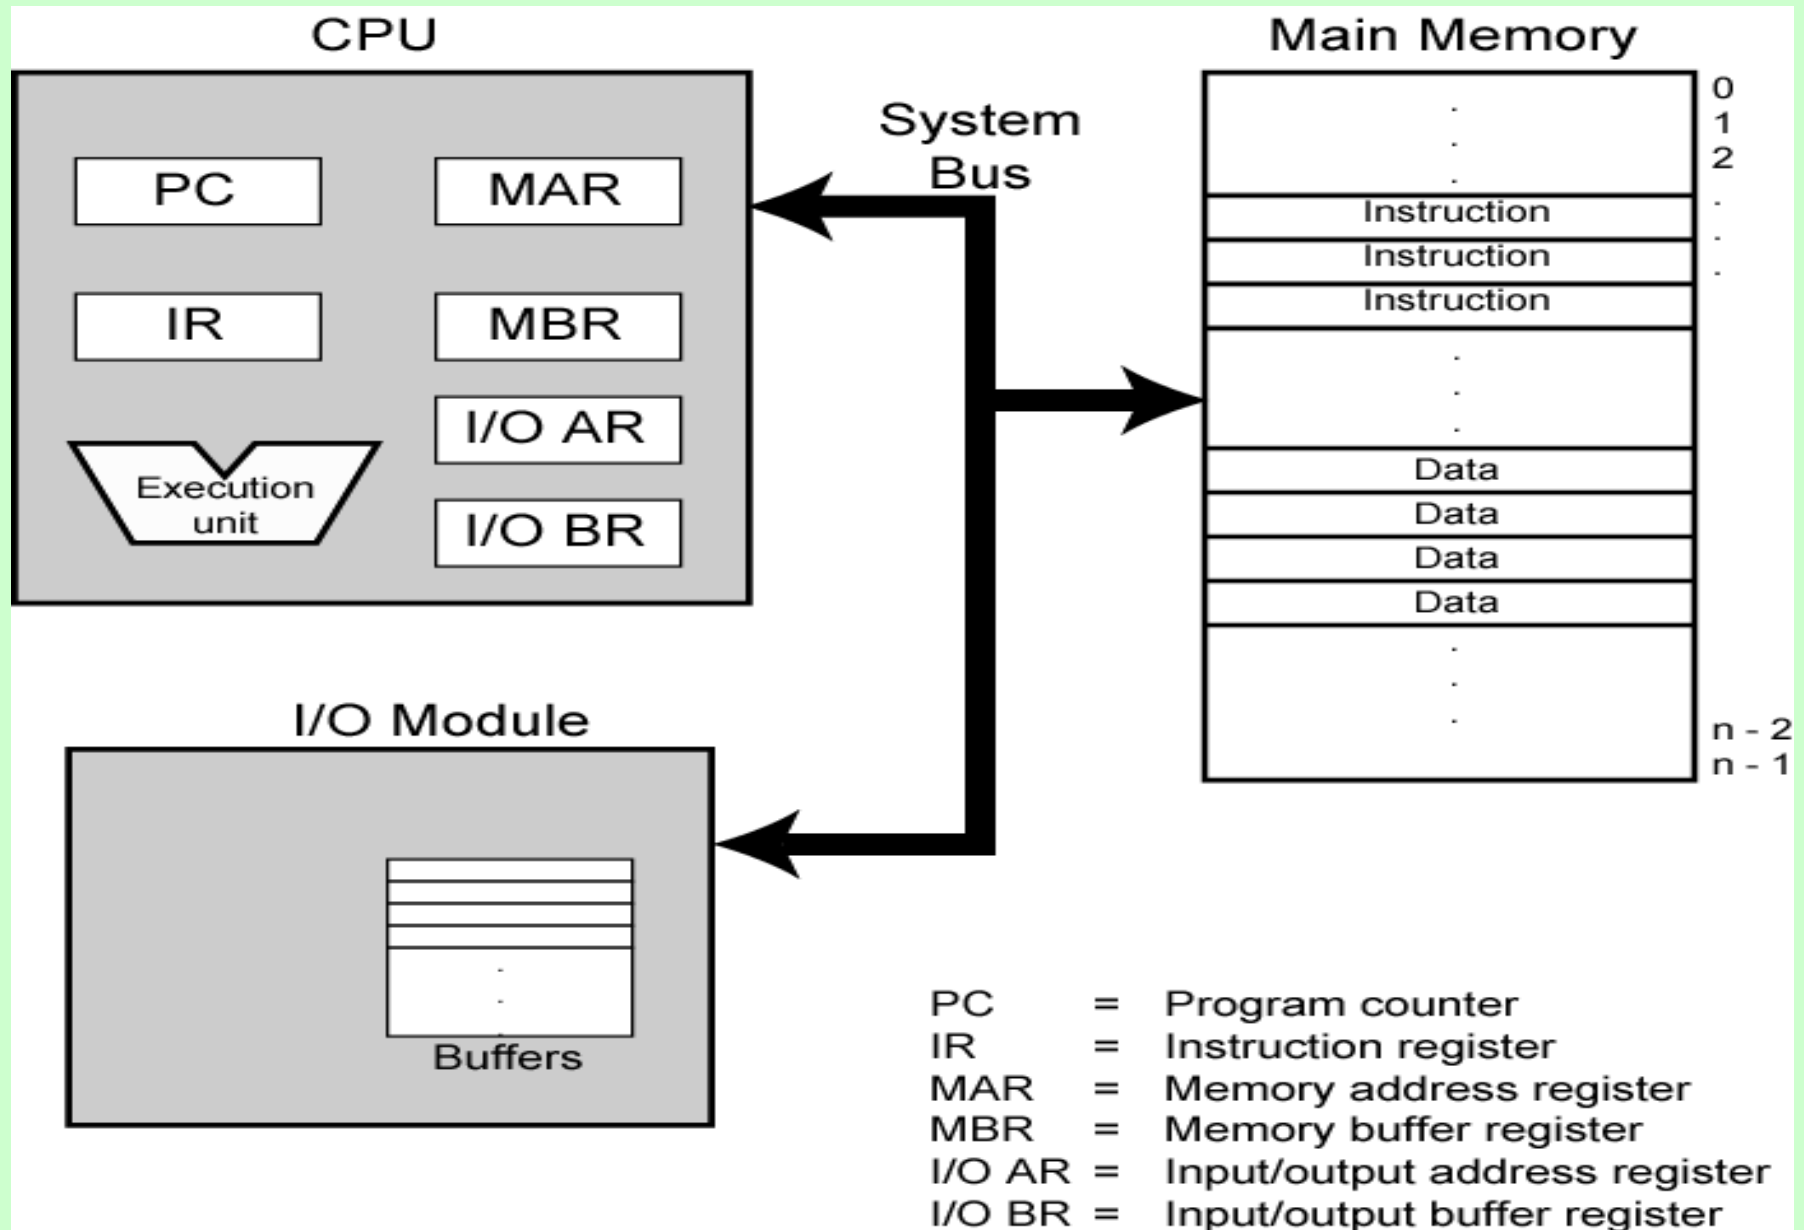 CPU
PC
MAR
IR
MBR
I/O AR
Execution
unit
I/O BR
System
Bus
Main Memory
0
1
2
.
.
.
.
.
.
Instruction
Instruction
Instruction
.
.
.
Data
Data
Data
Data
.
.
.
n - 2
n - 1
I/O Module
.
.
.
Buffers
PC = Program counter
IR = Instruction register
MAR = Memory address register
MBR = Memory buffer register
I/O AR = Input/output address register
I/O BR = Input/output buffer register